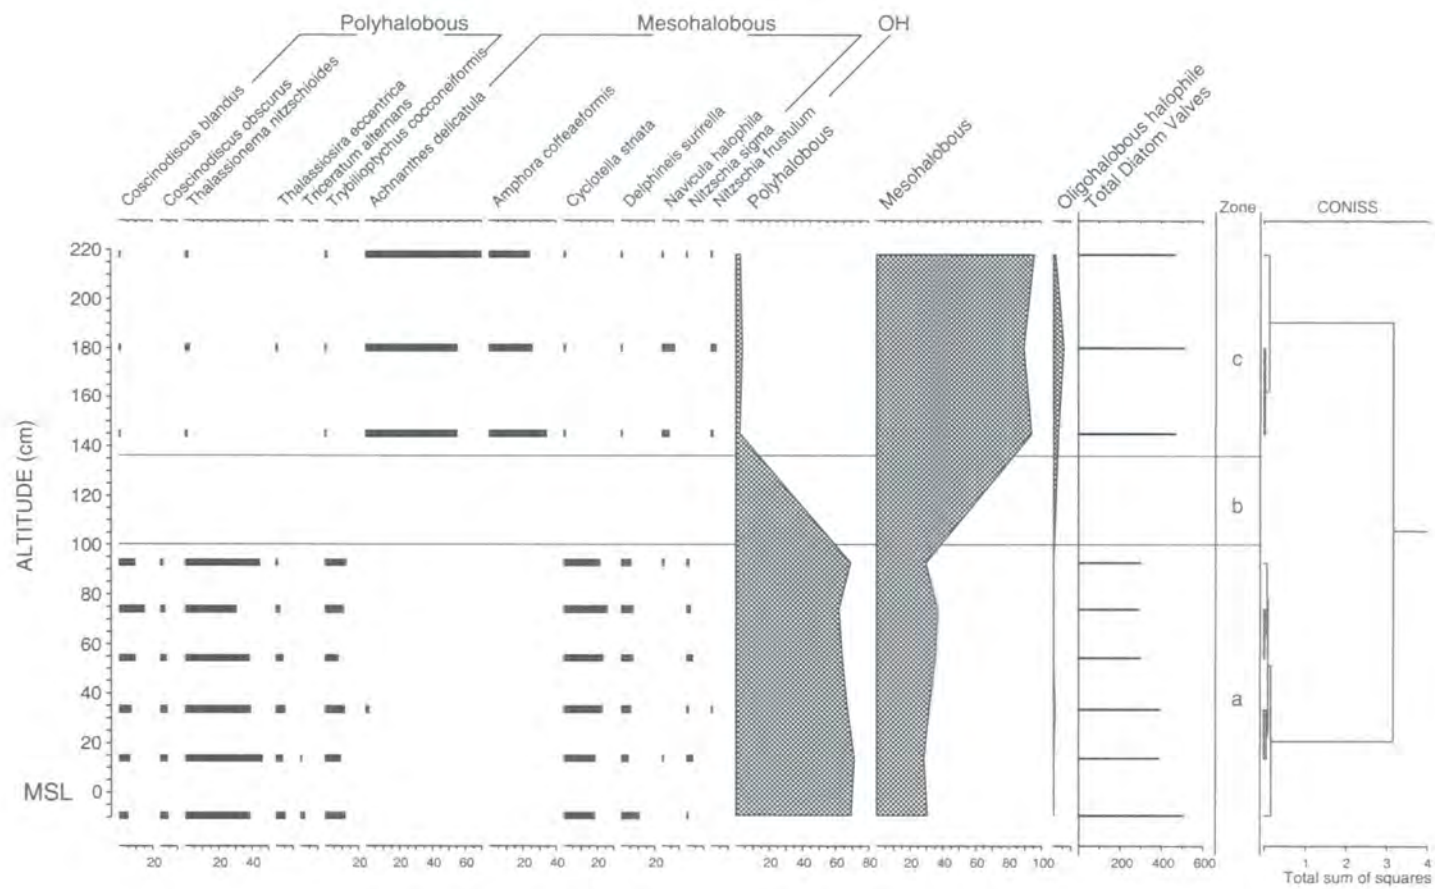 Polyhalobous
Mesohalobous
OH
Coscinodiscus blandus
Coscinodiscus obscurus
Thalassionema nitzschioides
Thalassiosira eccentrica
Triceratium alternans
Trybilioptychus cocconeiformis
Achnanthes delicatula
Amphora coffeaeformis
Cyclotella striata
Delphineis surirella
Navicula halophila
Nitzschia sigma
Nitzschia frustulum
Polyhalobous
Mesohalobous
Oligohalobous halophile
Total Diatom Valves
Zone
CONISS
ALTITUDE (cm)
220
200
180
160
140
120
100
80
60
40
20
MSL 0
c
b
a
20 20 40 20 20 40 60 20 40 20 20 20 40 60 80 20 40 60 80 100 200 400 600 1 2 3 4
Total sum of squares